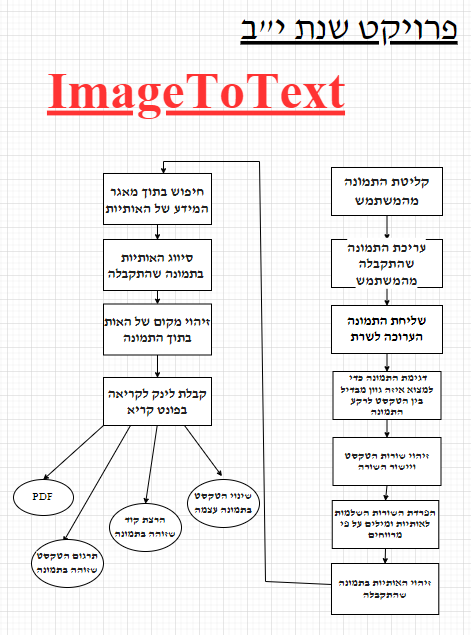 פרויקט שנת י״ב
ImageToText
קליטת התמונה
מהמשתמש
עריכת התמונה
שהתקבלה
מהמשתמש
שליחת התמונה
הערוכה לשרת
דגימת התמונה כדי
למצוא איזה גוון מבדיל
בין הטקסט לרקע
התמונה
זיהוי שורות הטקסט
ויישור השורה
הפרדת השורות השלמות
לאותיות ומילים על פי
מרווחים
זיהוי האותיות בתמונה
שהתקבלה
חיפוש בתוך מאגר
המידע של האותיות
סיווג האותיות
בתמונה שהתקבלה
זיהוי מקום של האות
בתוך התמונה
קבלת לינק לקריאה
בפונט קריא
שינוי הטקסט
בתמונה עצמה
הרצת קוד
שזוהה בתמונה
תרגום הטקסט
שזוהה בתמונה
PDF